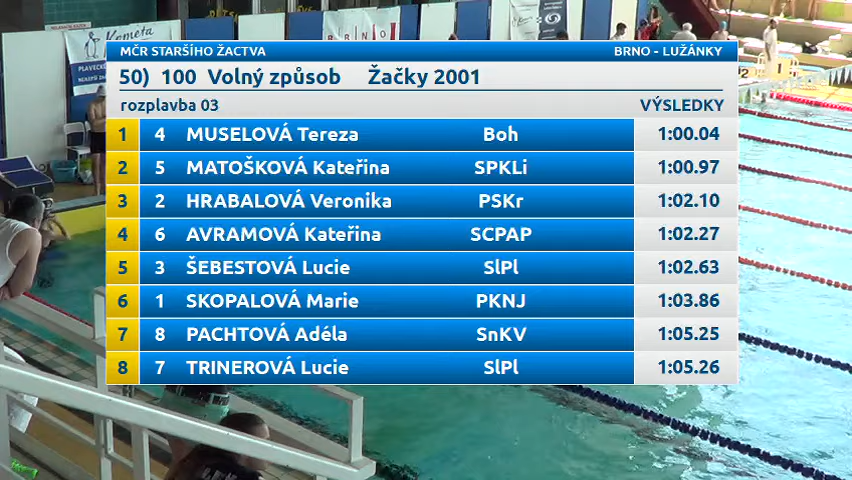 Kometa
BRNO
MČR STARŠÍHO ŽACTVA BRNO - LUŽÁNKY
50) 100 Volný způsob Žačky 2001
rozplavba 03 VÝSLEDKY
1 4 MUSELOVÁ Tereza Boh 1:00.04
2 5 MATOŠKOVÁ Kateřina SPKLi 1:00.97
3 2 HRABALOVÁ Veronika PSKr 1:02.10
4 6 AVRAMOVÁ Kateřina SCPAP 1:02.27
5 3 ŠEBESTOVÁ Lucie SlPl 1:02.63
6 1 SKOPALOVÁ Marie PKNJ 1:03.86
7 8 PACHTOVÁ Adéla SnKV 1:05.25
8 7 TRINEROVÁ Lucie SlPl 1:05.26